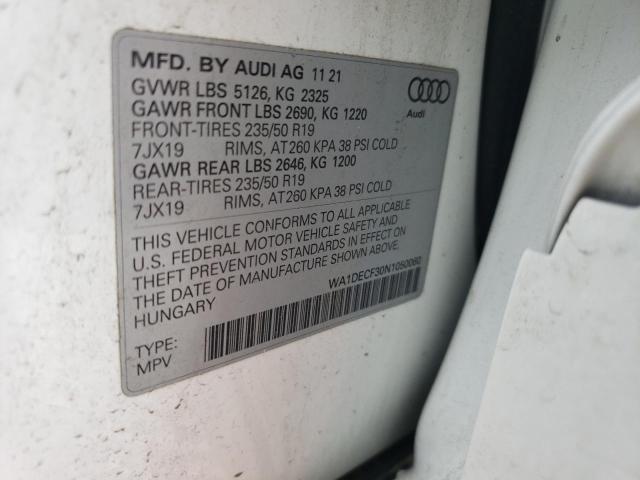 MFD. BY AUDI AG 11 21
GVWR LBS 5126, KG 2325
GAWR FRONT LBS 2690, KG 1220
FRONT-TIRES 235/50 R19
7JX19 RIMS, AT260 KPA 38 PSI COLD
GAWR REAR LBS 2646, KG 1200
REAR-TIRES 235/50 R19
7JX19 RIMS, AT260 KPA 38 PSI COLD
Audi
THIS VEHICLE CONFORMS TO ALL APPLICABLE
U.S. FEDERAL MOTOR VEHICLE SAFETY AND
THEFT PREVENTION STANDARDS IN EFFECT ON
THE DATE OF MANUFACTURE SHOWN ABOVE.
HUNGARY
WA1DECF30N1050060
TYPE:
MPV